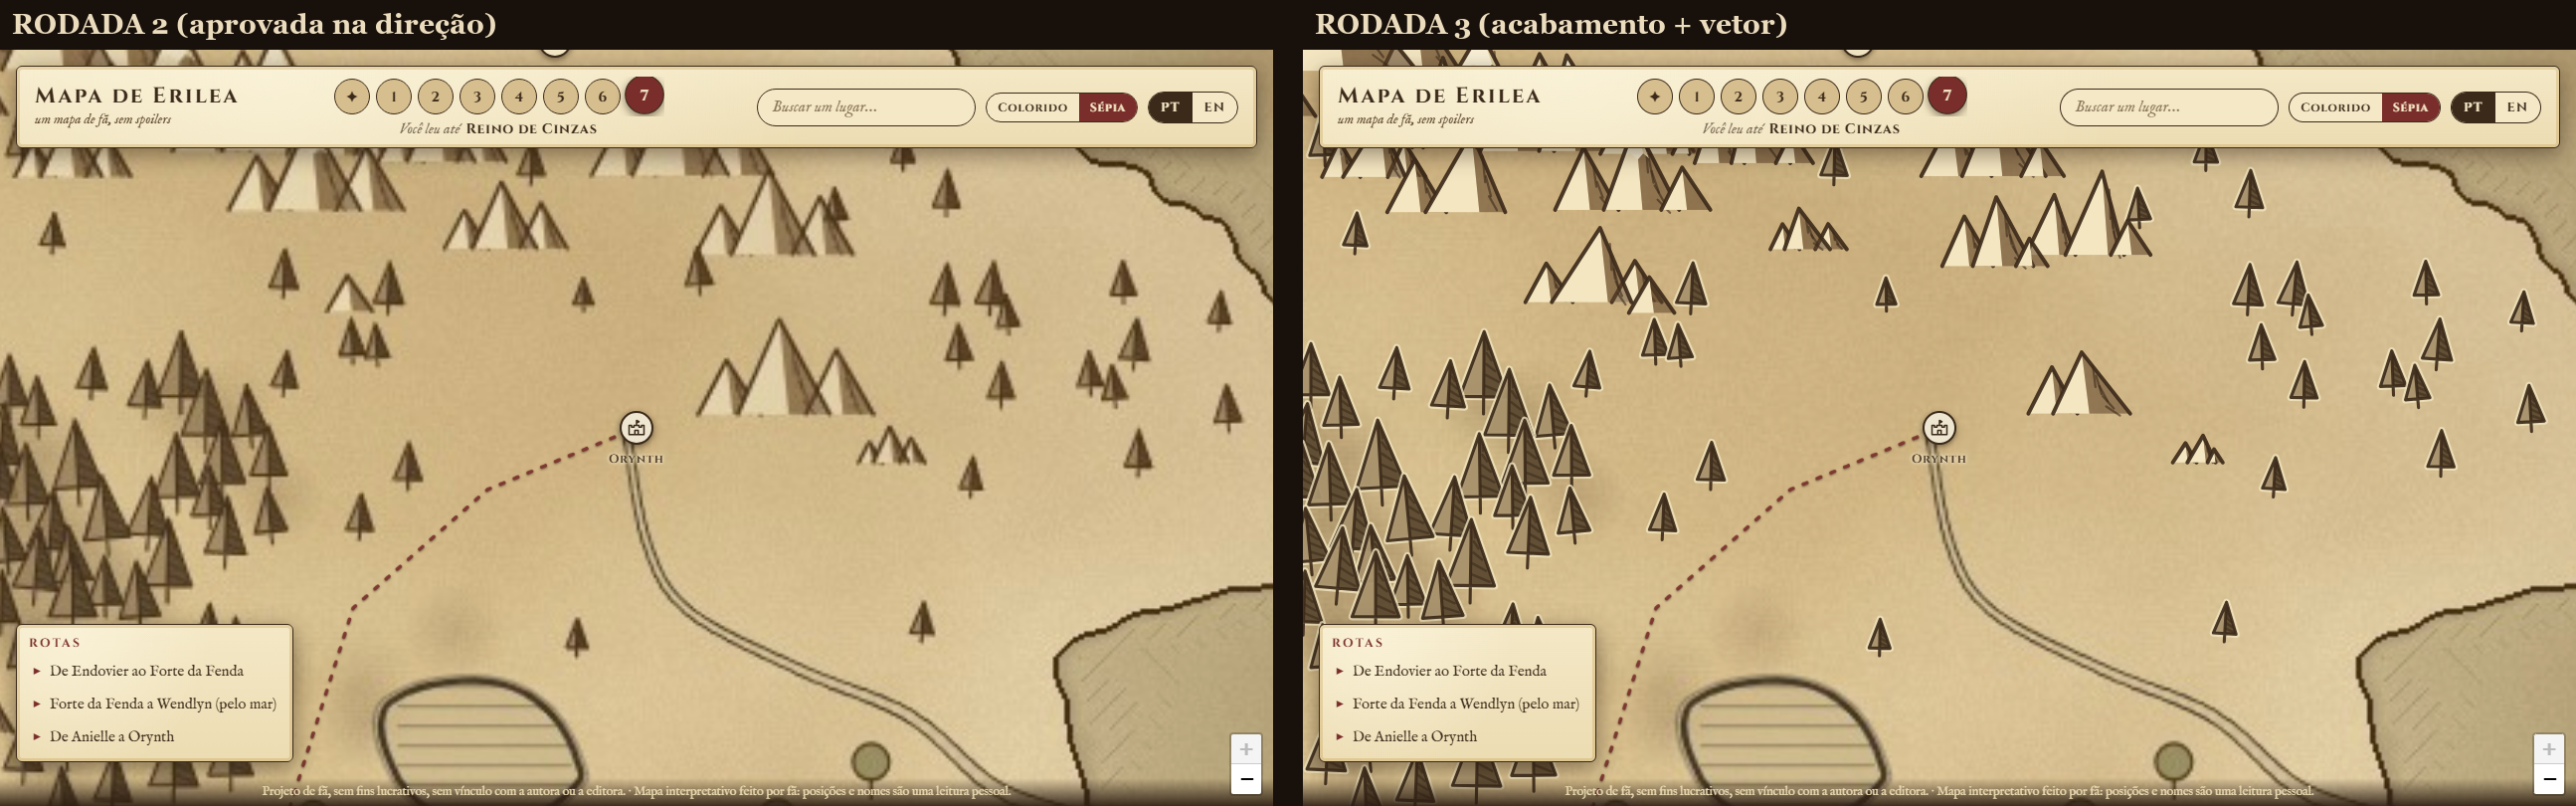 RODADA 2 (aprovada na direção)
MAPA DE ERILEA
um mapa de fã, sem spoilers
✦ 1 2 3 4 5 6 7
Você leu até REINO DE CINZAS
Buscar um lugar...
COLORIDO SÉPIA
PT EN
ORYNTH
ROTAS
▸ De Endovier ao Forte da Fenda
▸ Forte da Fenda a Wendlyn (pelo mar)
▸ De Anielle a Orynth
+
−
Projeto de fã, sem fins lucrativos, sem vínculo com a autora ou a editora. · Mapa interpretativo feito por fã: posições e nomes são uma leitura pessoal.
RODADA 3 (acabamento + vetor)
MAPA DE ERILEA
um mapa de fã, sem spoilers
✦ 1 2 3 4 5 6 7
Você leu até REINO DE CINZAS
Buscar um lugar...
COLORIDO SÉPIA
PT EN
ORYNTH
ROTAS
▸ De Endovier ao Forte da Fenda
▸ Forte da Fenda a Wendlyn (pelo mar)
▸ De Anielle a Orynth
+
−
Projeto de fã, sem fins lucrativos, sem vínculo com a autora ou a editora. · Mapa interpretativo feito por fã: posições e nomes são uma leitura pessoal.